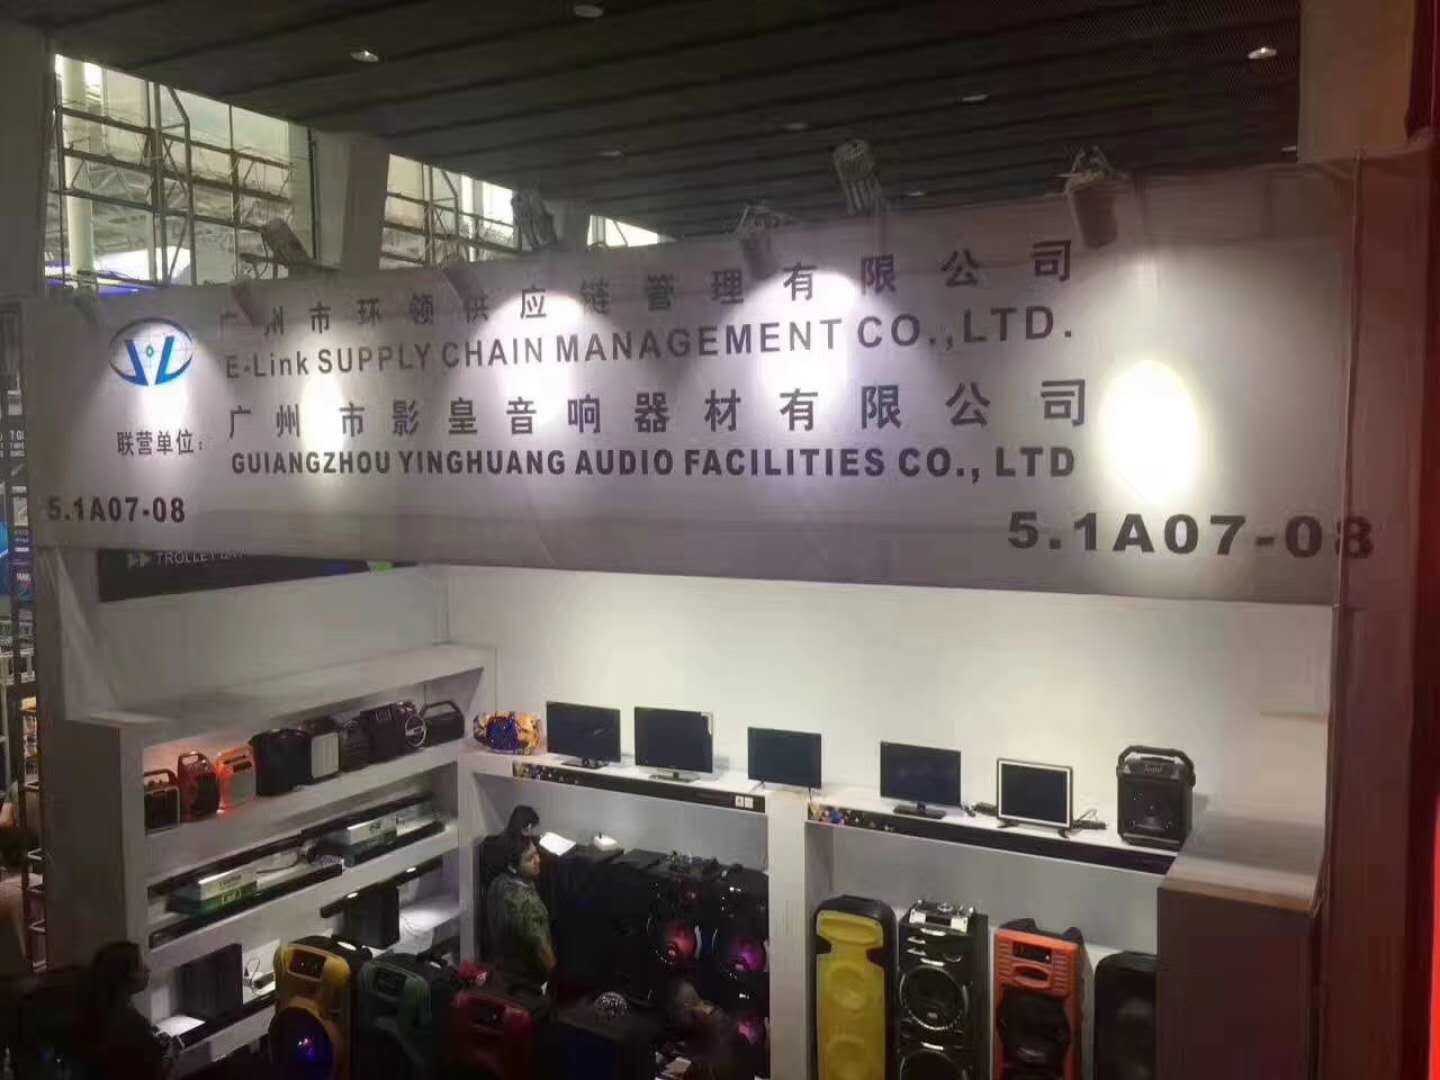 广州市环领供应链管理有限公司
E-Link SUPPLY CHAIN MANAGEMENT CO.,LTD.
联营单位:
广州市影皇音响器材有限公司
GUIANGZHOU YINGHUANG AUDIO FACILITIES CO., LTD
5.1A07-08
5.1A07-08
TROLLEY